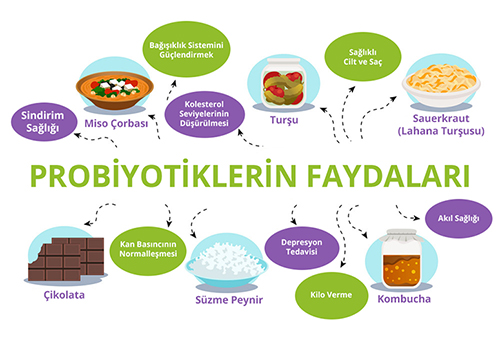 Bağışıklık Sistemini
Güçlendirmek
Sağlıklı
Cilt ve Saç
Sindirim
Sağlığı
Miso Çorbası
Kolesterol
Seviyelerinin
Düşürülmesi
Turşu
Sauerkraut
(Lahana Turşusu)
PROBİYOTİKLERİN FAYDALARI
Çikolata
Kan Basıncının
Normalleşmesi
Süzme Peynir
Depresyon
Tedavisi
Kilo Verme
Kombucha
Akıl Sağlığı